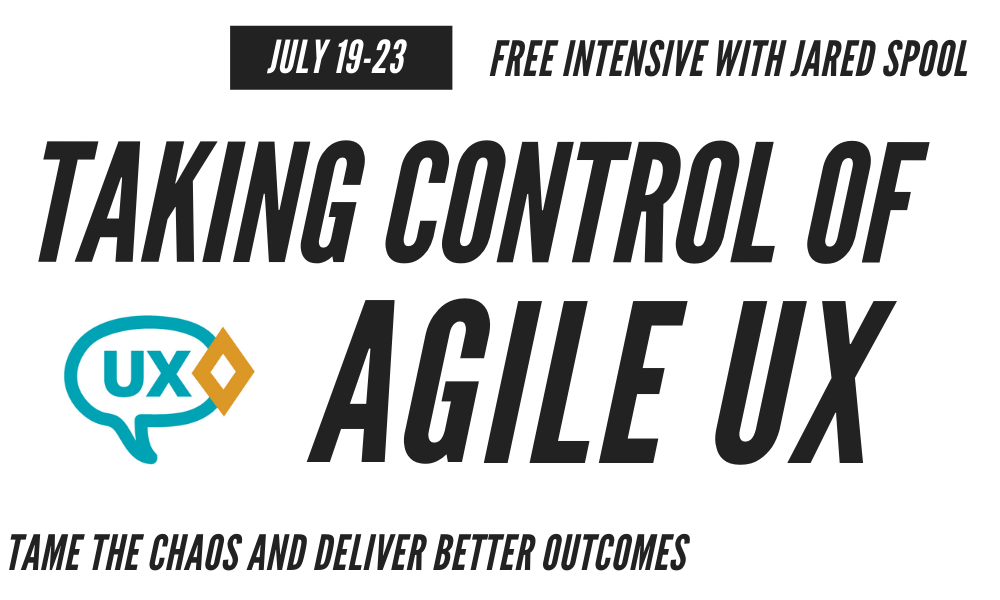 JULY 19-23
FREE INTENSIVE WITH JARED SPOOL
TAKING CONTROL OF
AGILE UX
UX
TAME THE CHAOS AND DELIVER BETTER OUTCOMES